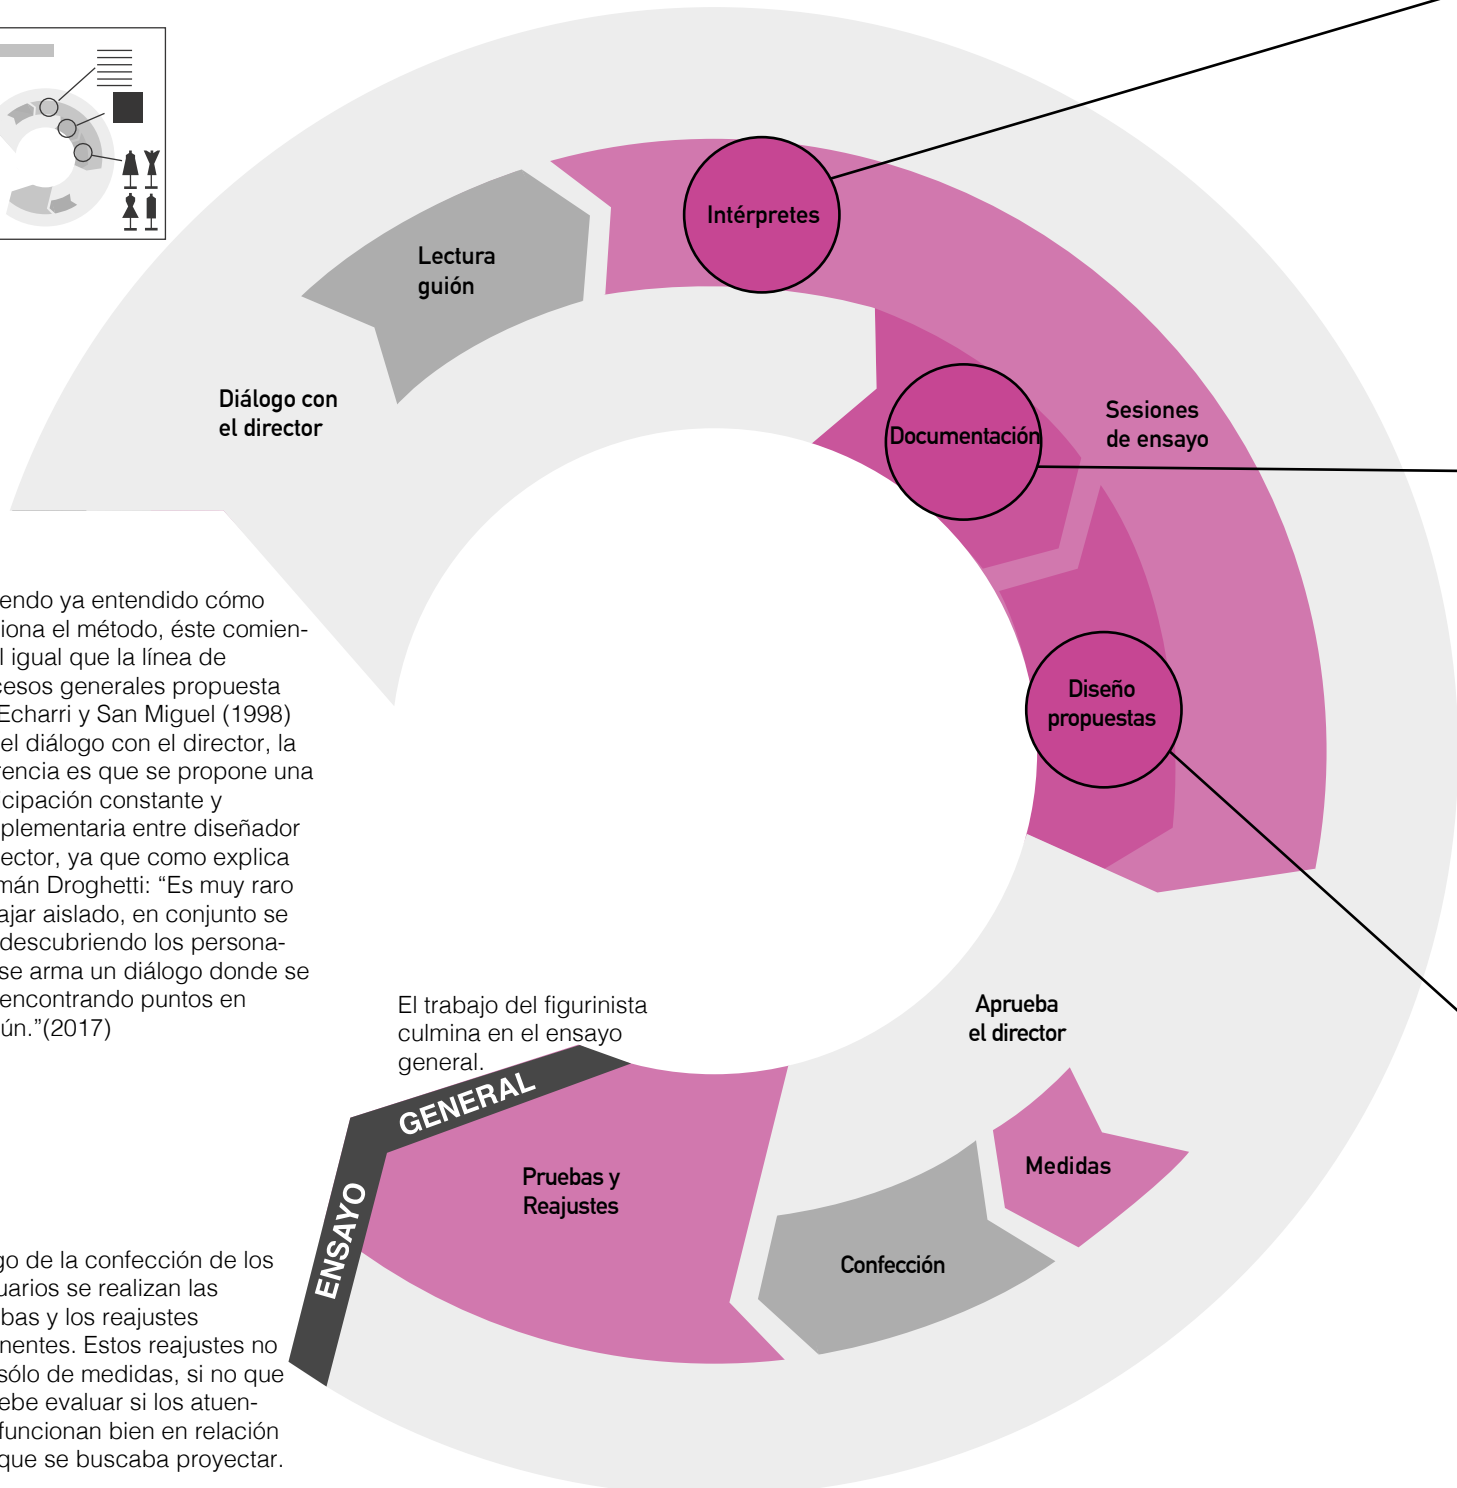 Lectura
guión
Intérpretes
Diálogo con
el director
Documentación
Sesiones
de ensayo
Diseño
propuestas
endo ya entendido cómo
iona el método, éste comien-
l igual que la línea de
cesos generales propuesta
Echarri y San Miguel (1998)
el diálogo con el director, la
rencia es que se propone una
icipación constante y
plementaria entre diseñador
ector, ya que como explica
mán Droghetti: “Es muy raro
ajar aislado, en conjunto se
descubriendo los persona-
se arma un diálogo donde se
encontrando puntos en
ún.”(2017)
El trabajo del figurinista
culmina en el ensayo
general.
Aprueba
el director
Medidas
Confección
Pruebas y
Reajustes
ENSAYO
GENERAL
go de la confección de los
uarios se realizan las
bas y los reajustes
nentes. Estos reajustes no
sólo de medidas, si no que
ebe evaluar si los atuen-
funcionan bien en relación
que se buscaba proyectar.